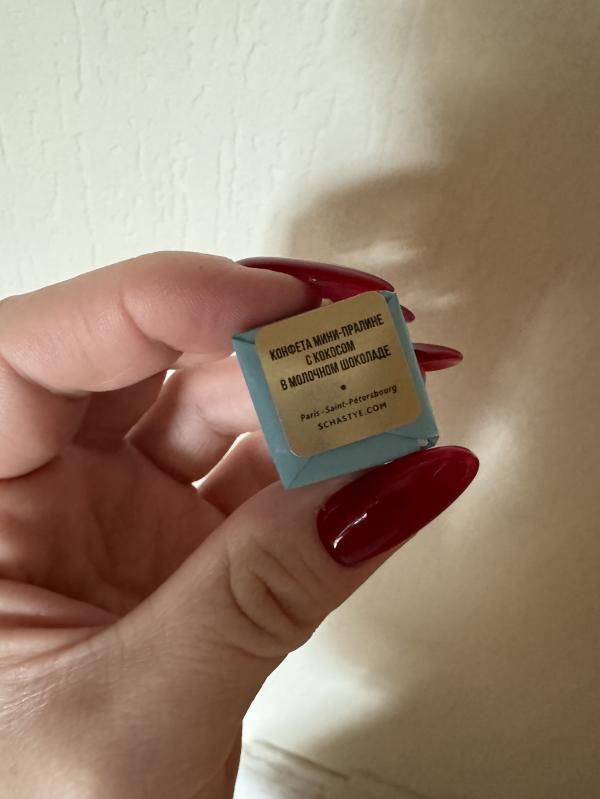 КОНФЕТА МИНИ-ПРАЛИНЕ
С КОКОСОМ
В МОЛОЧНОМ ШОКОЛАДЕ
Paris - Saint-Pétersbourg
SCHASTYE.COM